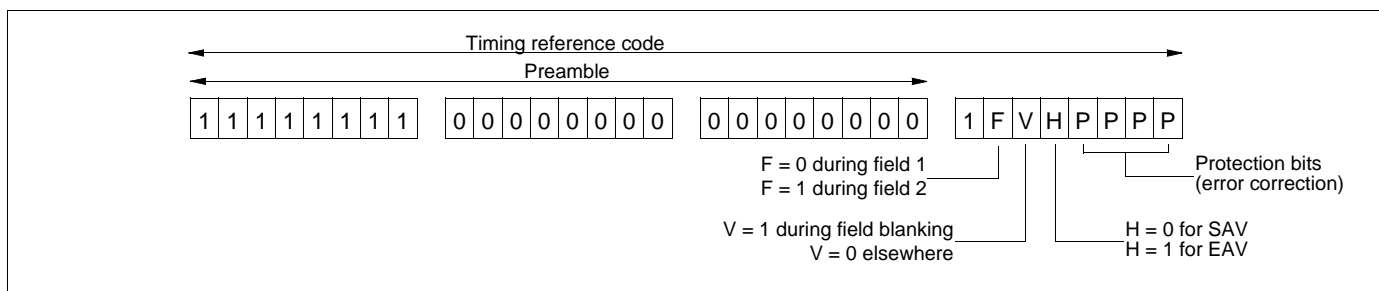 Timing reference code
Preamble
1 1 1 1 1 1 1 1 0 0 0 0 0 0 0 0 0 0 0 0 0 0 0 0 1 F V H P P P P
F = 0 during field 1
F = 1 during field 2
Protection bits
(error correction)
V = 1 during field blanking
V = 0 elsewhere
H = 0 for SAV
H = 1 for EAV